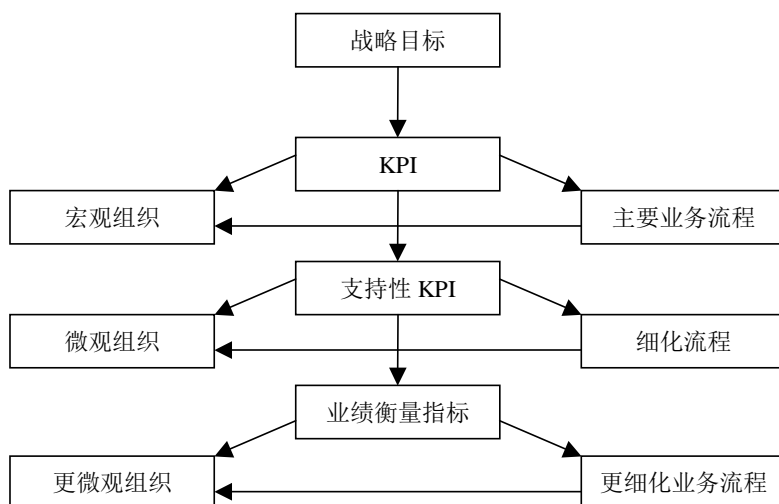 战略目标
KPI
宏观组织
主要业务流程
支持性 KPI
微观组织
细化流程
业绩衡量指标
更微观组织
更细化业务流程